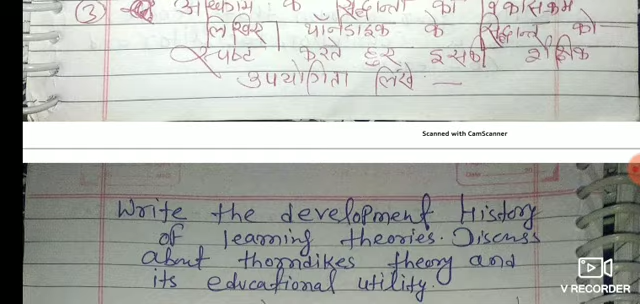 ③ अधिगम के सिद्धान्तों का विकासक्रम
लिखिए थॉर्नडाइक के सिद्धान्त को
स्पष्ट करते हुए इसकी शैक्षिक
उपयोगिता लिखें —
Scanned with CamScanner
Write the development History
of learning theories. Discuss
about thorndikes theory and
its educational utility.
V RECORDER